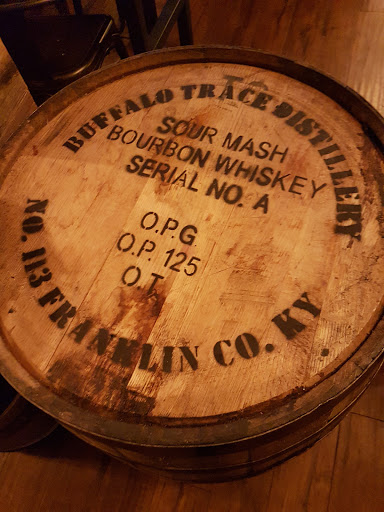 BUFFALO TRACE DISTILLERY
SOUR MASH
BOURBON WHISKEY
SERIAL NO. A
O.P.G.
O.P. 125
O.T.
NO. 113 FRANKLIN CO. KY.